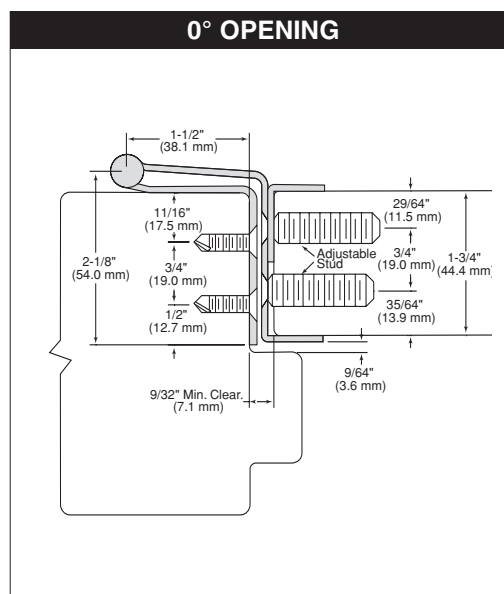 0° OPENING
1-1/2"
(38.1 mm)
11/16"
(17.5 mm)
29/64"
(11.5 mm)
2-1/8"
(54.0 mm)
3/4"
(19.0 mm)
Adjustable
Stud
3/4"
(19.0 mm)
1-3/4"
(44.4 mm)
1/2"
(12.7 mm)
35/64"
(13.9 mm)
9/64"
(3.6 mm)
9/32" Min. Clear.
(7.1 mm)